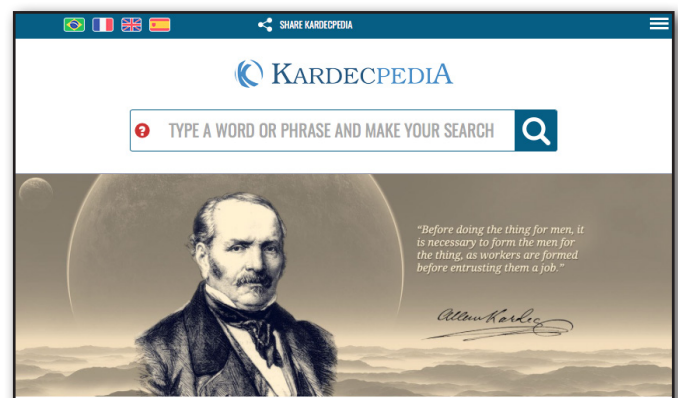 SHARE KARDECPEDIA
KARDECPEDIA
? TYPE A WORD OR PHRASE AND MAKE YOUR SEARCH
“Before doing the thing for men, it
is necessary to form the men for
the thing, as workers are formed
before entrusting them a job.”
Allan Kardec